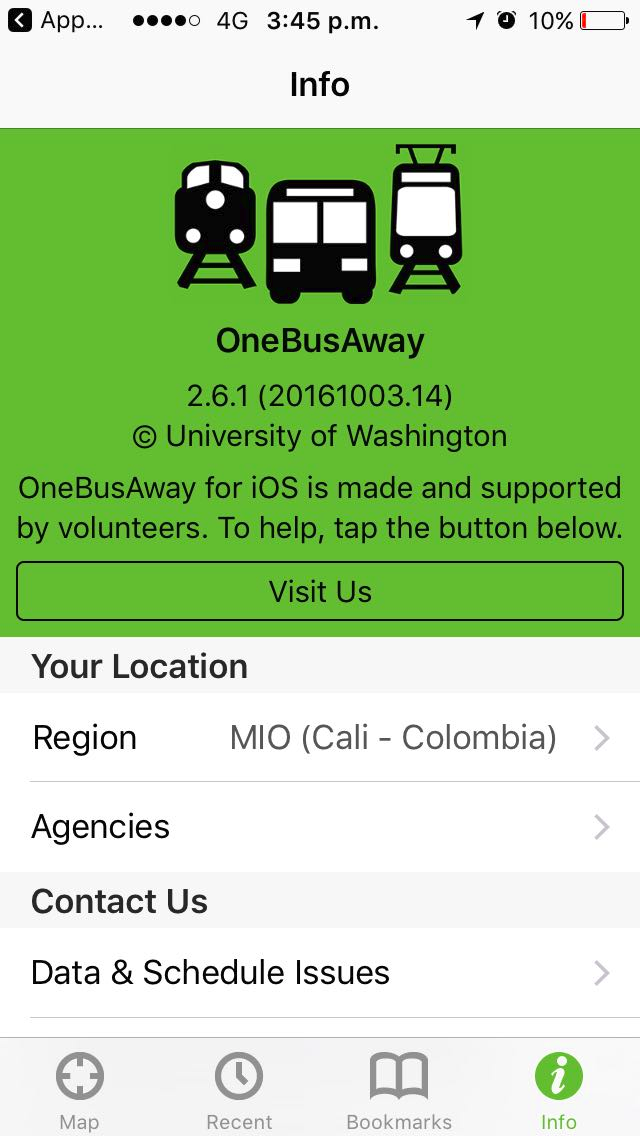 App... 4G 3:45 p.m. 10%
Info
OneBusAway
2.6.1 (20161003.14)
© University of Washington
OneBusAway for iOS is made and supported
by volunteers. To help, tap the button below.
Visit Us
Your Location
Region MIO (Cali - Colombia)
Agencies
Contact Us
Data & Schedule Issues
Map Recent Bookmarks Info